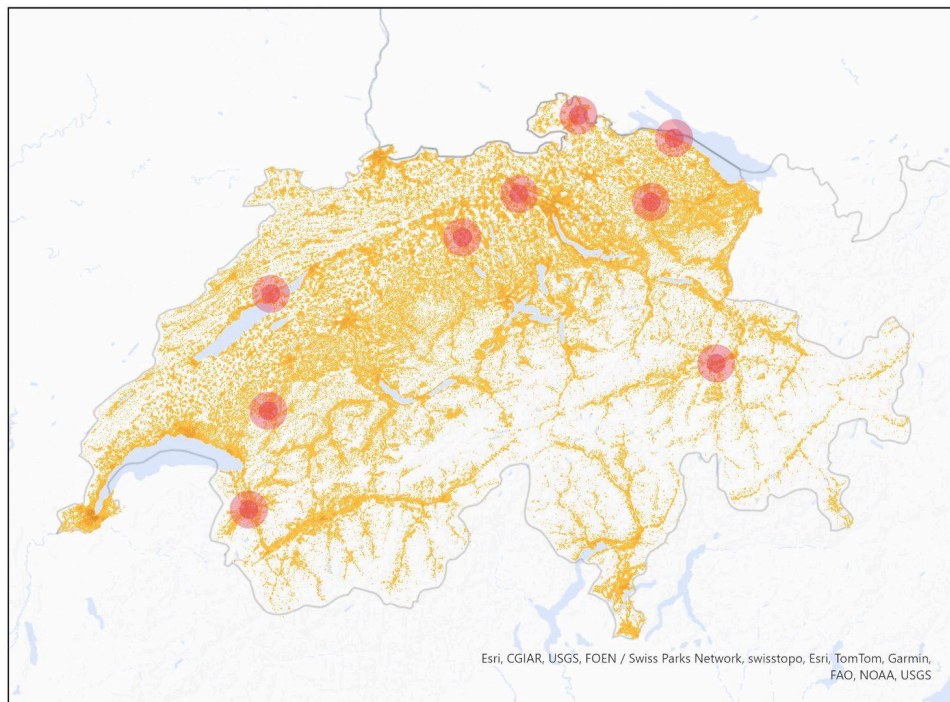 Esri, CGIAR, USGS, FOEN / Swiss Parks Network, swisstopo, Esri, TomTom, Garmin,
FAO, NOAA, USGS